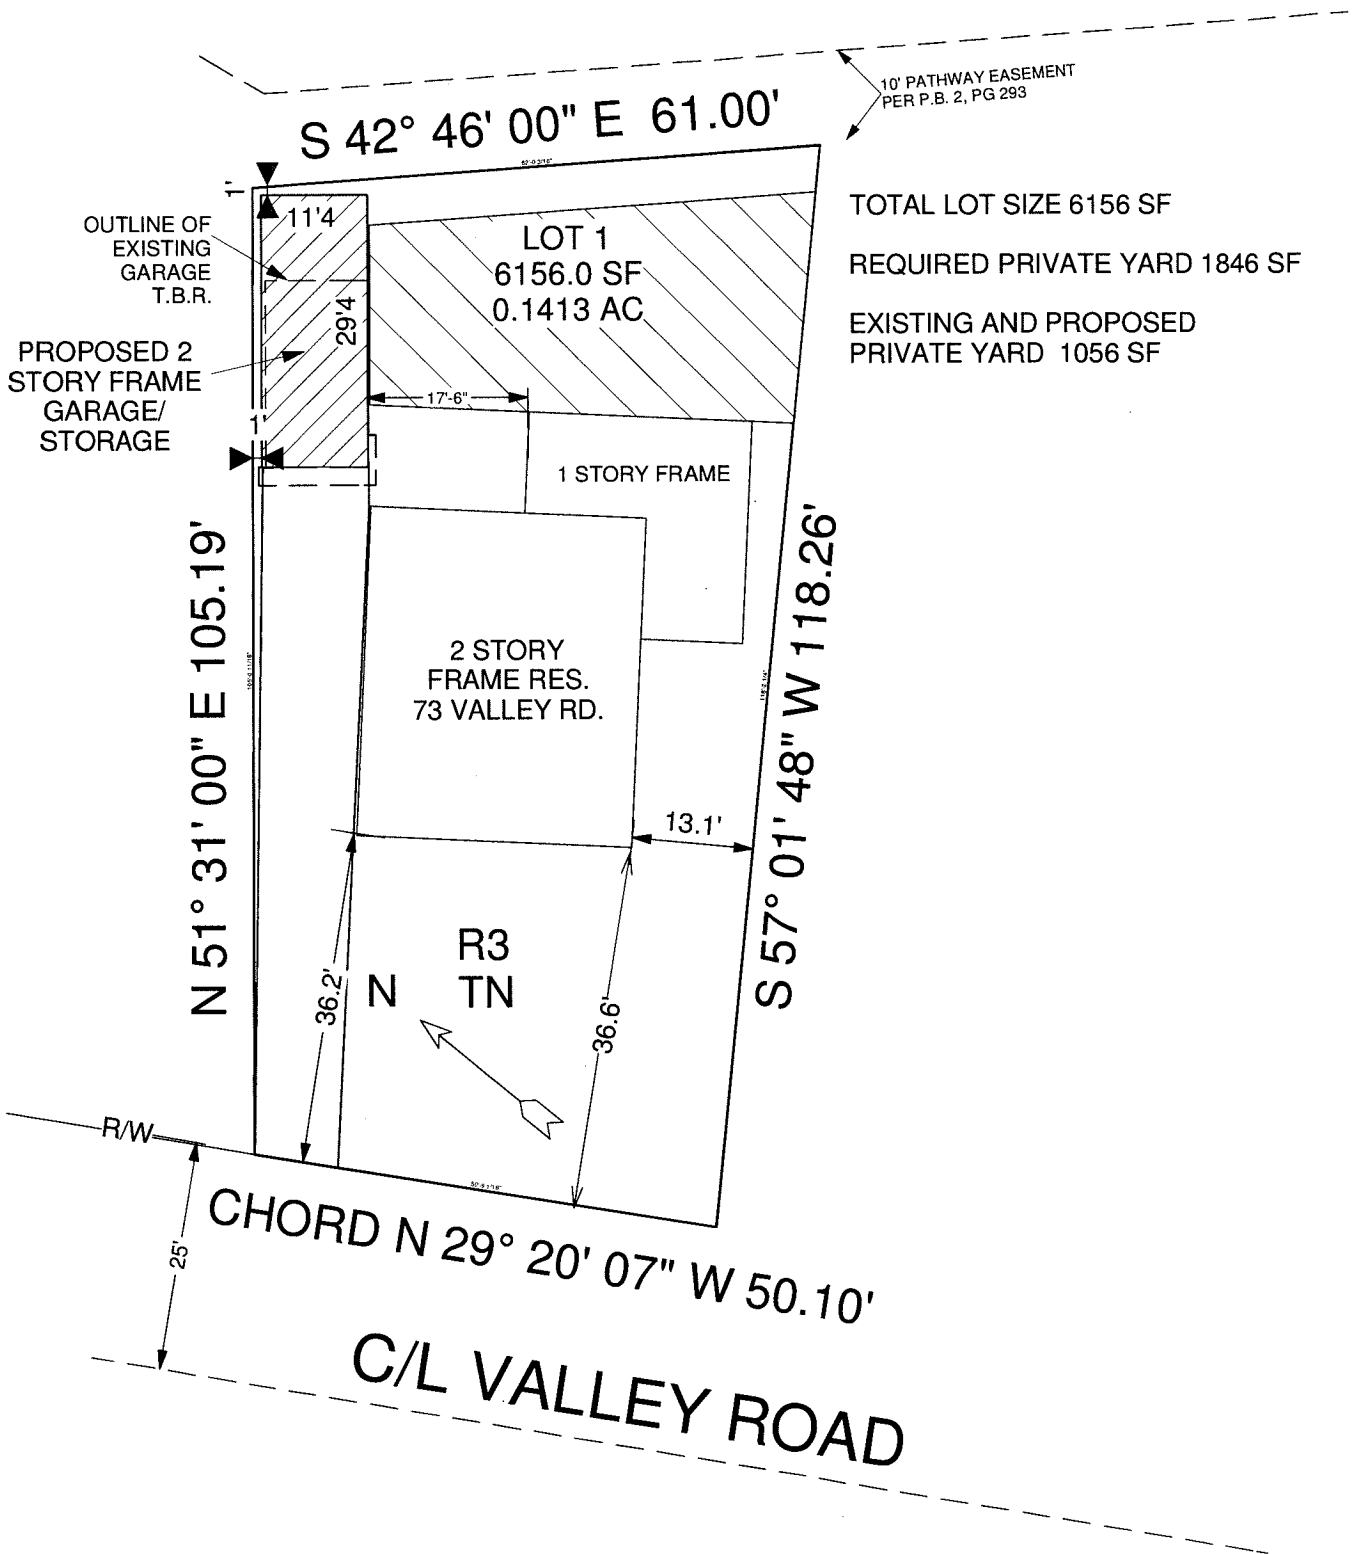 10' PATHWAY EASEMENT
PER P.B. 2, PG 293
S 42° 46' 00" E 61.00'
1'
11'4
OUTLINE OF
EXISTING
GARAGE
T.B.R.
LOT 1
6156.0 SF
0.1413 AC
29'4
TOTAL LOT SIZE 6156 SF
REQUIRED PRIVATE YARD 1846 SF
EXISTING AND PROPOSED
PRIVATE YARD 1056 SF
PROPOSED 2
STORY FRAME
GARAGE/
STORAGE
1'
17'-6"
1 STORY FRAME
N 51° 31' 00" E 105.19'
2 STORY
FRAME RES.
73 VALLEY RD.
S 57° 01' 48" W 118.26'
13.1'
36.2'
R3
N TN
36.6'
R/W
25'
CHORD N 29° 20' 07" W 50.10'
C/L VALLEY ROAD